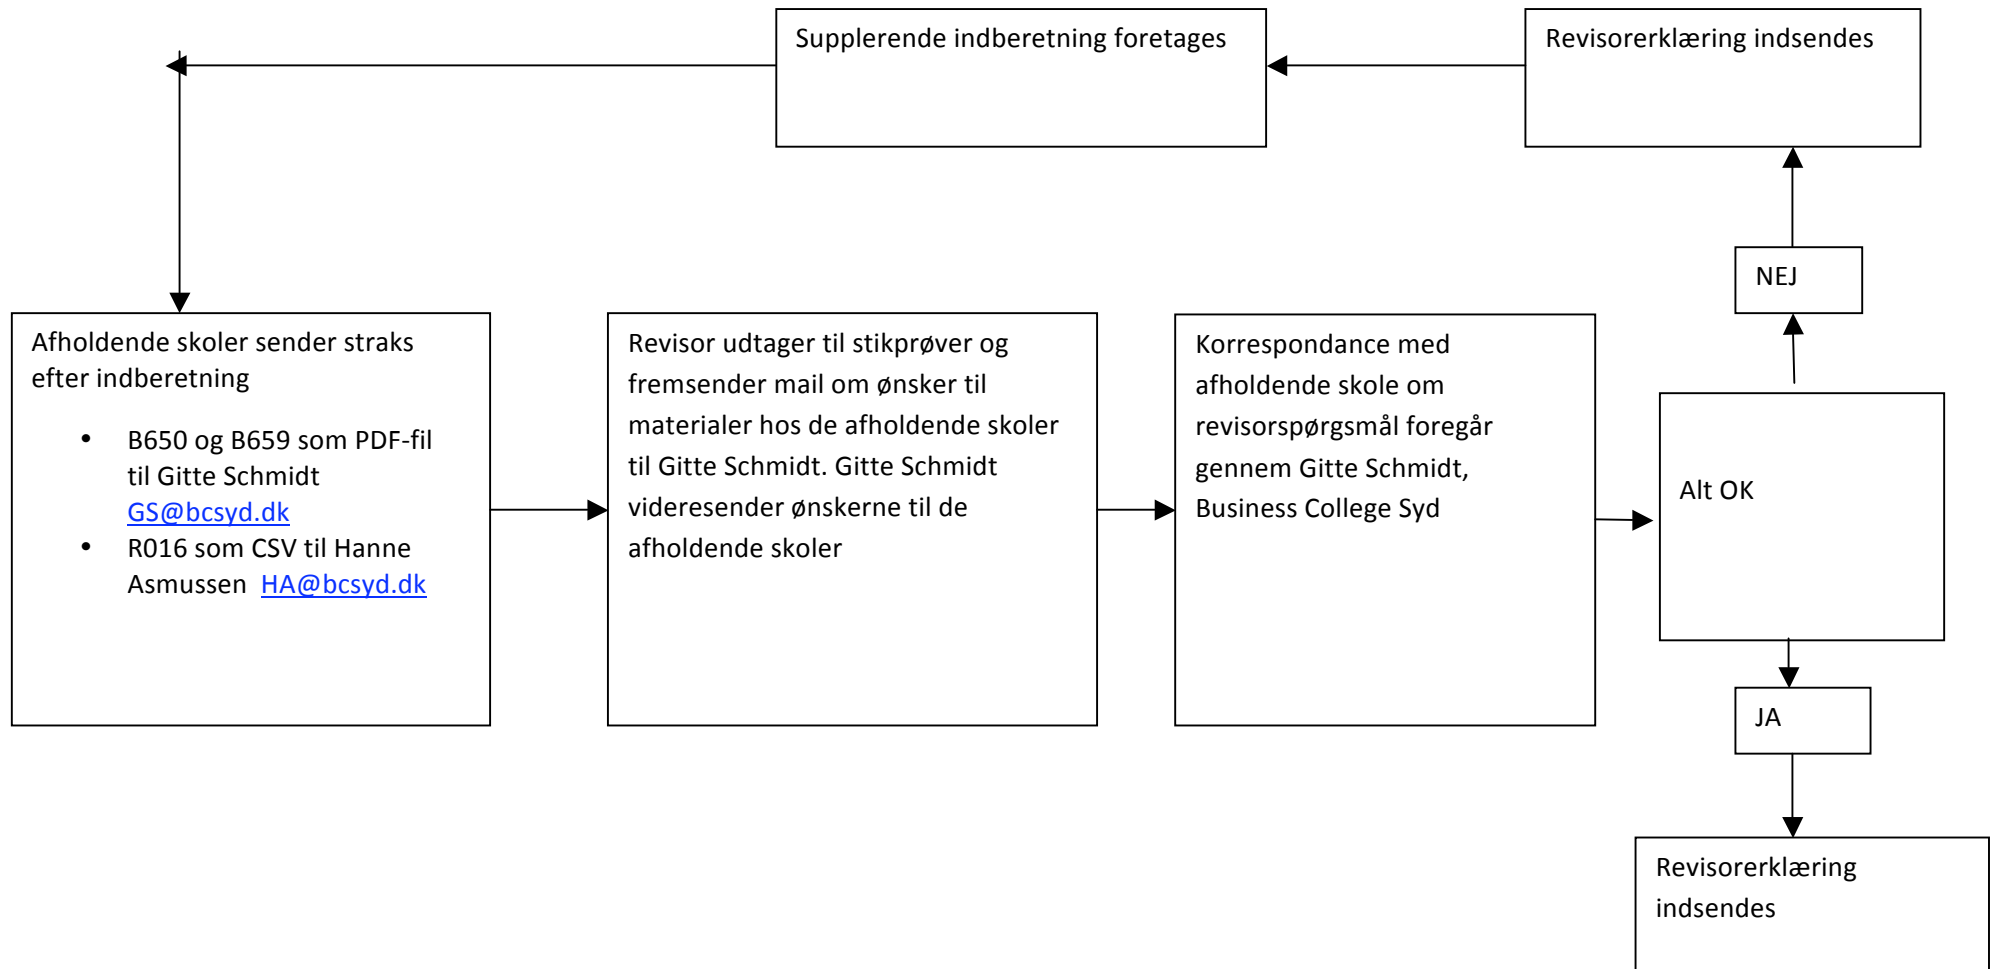 Supplerende indberetning foretages
Revisorerklæring indsendes
NEJ
Afholdende skoler sender straks
efter indberetning
• B650 og B659 som PDF-fil
til Gitte Schmidt
GS@bcsyd.dk
• R016 som CSV til Hanne
Asmussen HA@bcsyd.dk
Revisor udtager til stikprøver og
fremsender mail om ønsker til
materialer hos de afholdende skoler
til Gitte Schmidt. Gitte Schmidt
videresender ønskerne til de
afholdende skoler
Korrespondance med
afholdende skole om
revisorspørgsmål foregår
gennem Gitte Schmidt,
Business College Syd
Alt OK
JA
Revisorerklæring
indsendes